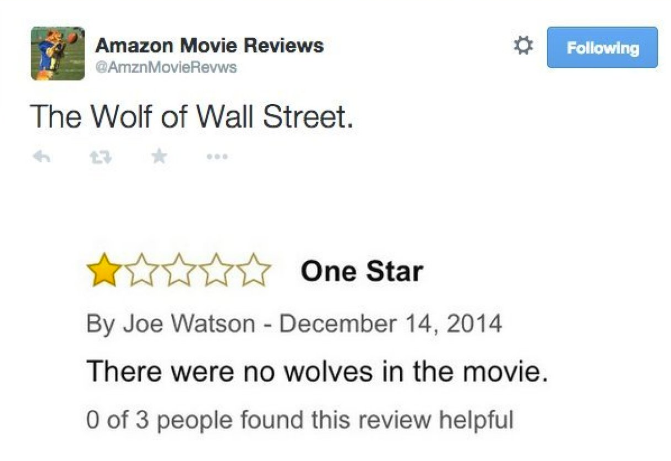 Amazon Movie Reviews
@AmznMovieRevws
Following
The Wolf of Wall Street.
One Star
By Joe Watson - December 14, 2014
There were no wolves in the movie.
0 of 3 people found this review helpful